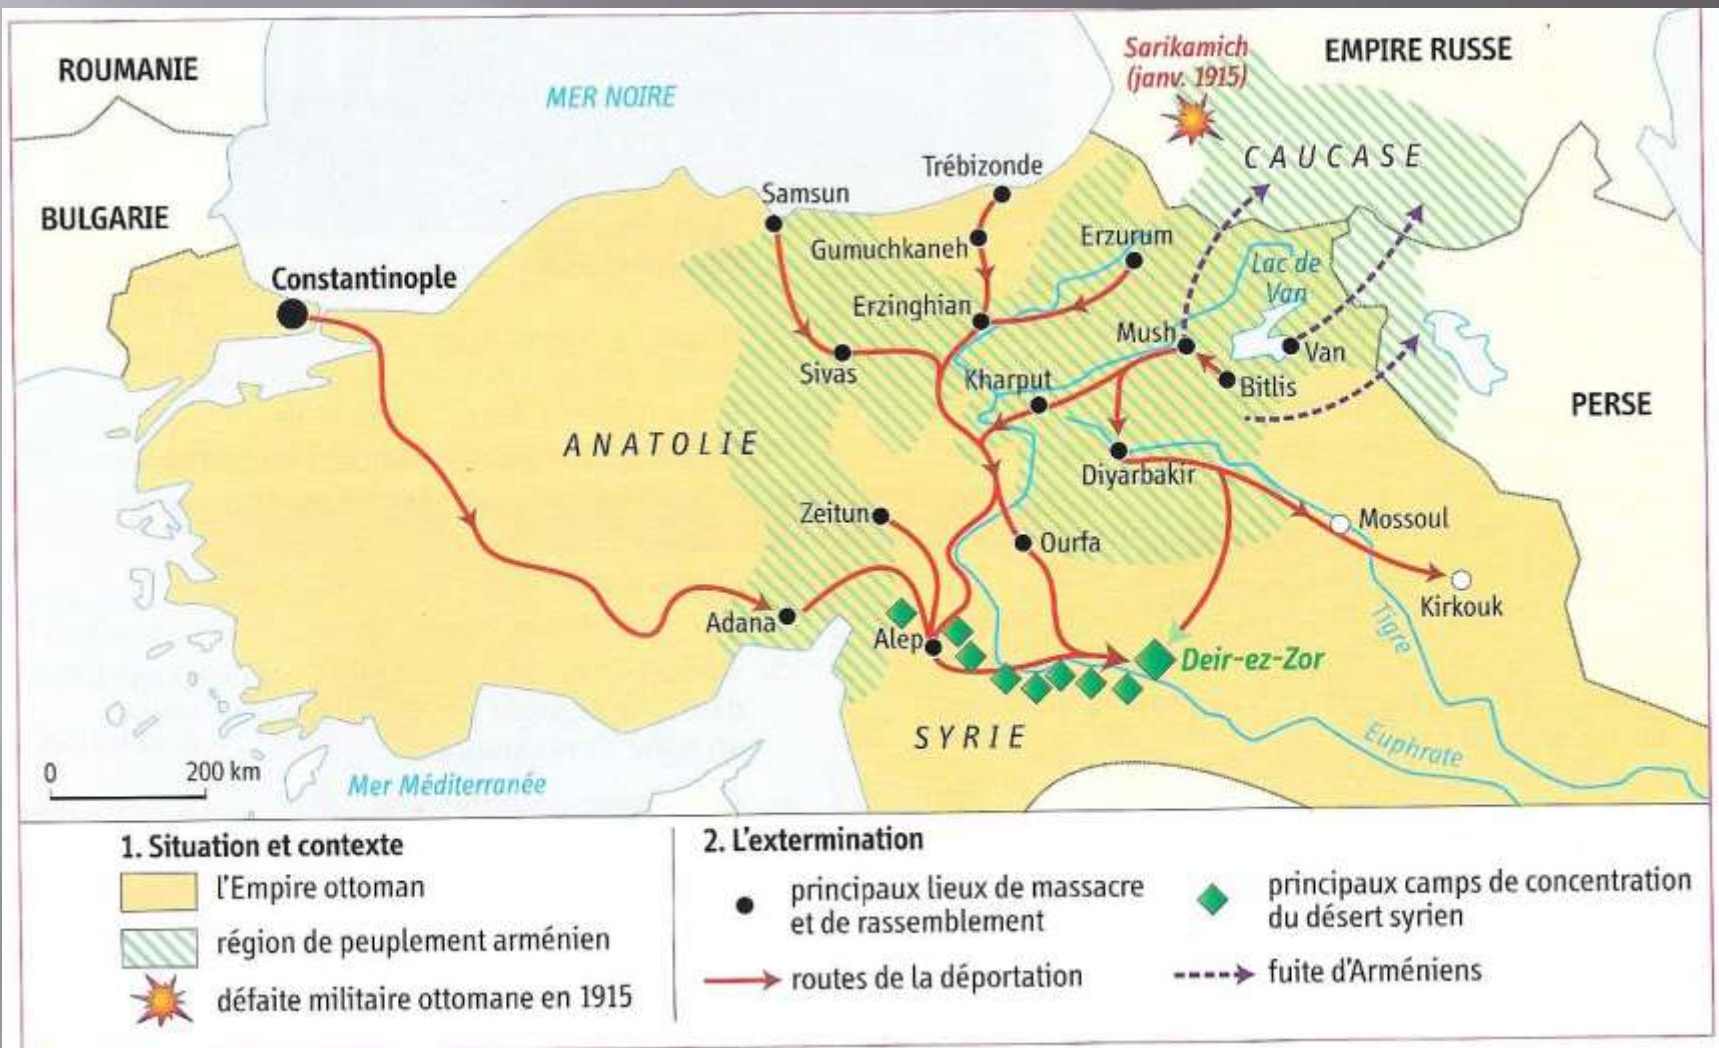 ROUMANIE
MER NOIRE
Sarikamich
(janv. 1915)
EMPIRE RUSSE
CAUCASE
BULGARIE
Trébizonde
Samsun
Gumuchkaneh
Erzurum
Constantinople
Lac de
Van
Erzinghian
Mush
Van
Sivas
Kharput
Bitlis
PERSE
ANATOLIE
Diyarbakir
Zeitun
Mossoul
Ourfa
Kirkouk
Adana
Alep
Tigre
Deir-ez-Zor
SYRIE
Euphrate
0
200 km
Mer Méditerranée
1. Situation et contexte
l'Empire ottoman
région de peuplement arménien
défaite militaire ottomane en 1915
2. L'extermination
principaux lieux de massacre
et de rassemblement
routes de la déportation
principaux camps de concentration
du désert syrien
fuite d'Arméniens